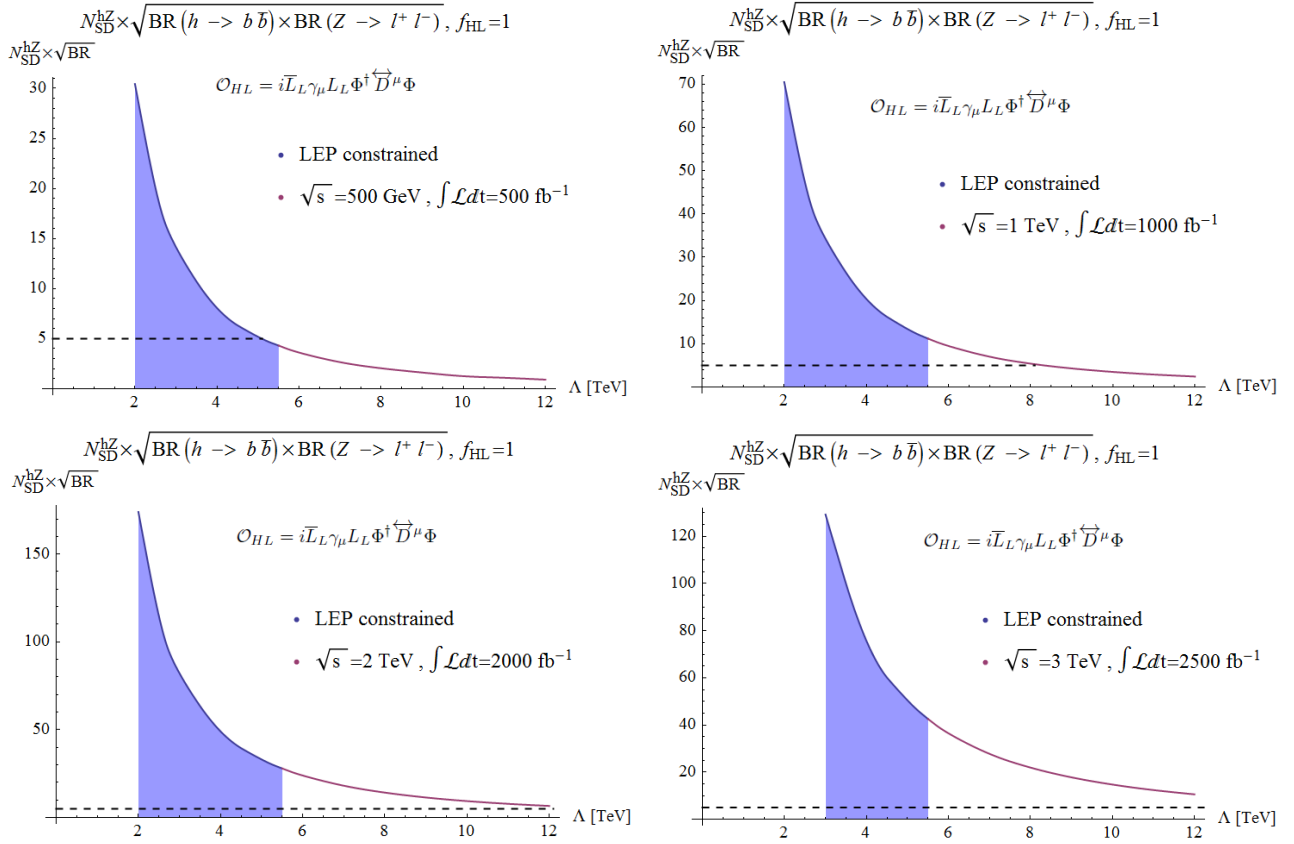 N_SD^hZ × √(BR (h -> b b̅) × BR (Z -> l⁺ l⁻)) , f_HL=1
N_SD^hZ × √BR
𝒪_HL = i L̅_L γ_μ L_L Φ† D⃡^μ Φ
• LEP constrained
• √s =500 GeV , ∫ℒⅆt=500 fb⁻¹
30
25
20
15
10
5
2 4 6 8 10 12
Λ [TeV]
N_SD^hZ × √(BR (h -> b b̅) × BR (Z -> l⁺ l⁻)) , f_HL=1
N_SD^hZ × √BR
𝒪_HL = i L̅_L γ_μ L_L Φ† D⃡^μ Φ
• LEP constrained
• √s =1 TeV , ∫ℒⅆt=1000 fb⁻¹
70
60
50
40
30
20
10
2 4 6 8 10 12
Λ [TeV]
N_SD^hZ × √(BR (h -> b b̅) × BR (Z -> l⁺ l⁻)) , f_HL=1
N_SD^hZ × √BR
𝒪_HL = i L̅_L γ_μ L_L Φ† D⃡^μ Φ
• LEP constrained
• √s =2 TeV , ∫ℒⅆt=2000 fb⁻¹
150
100
50
2 4 6 8 10 12
Λ [TeV]
N_SD^hZ × √(BR (h -> b b̅) × BR (Z -> l⁺ l⁻)) , f_HL=1
N_SD^hZ × √BR
𝒪_HL = i L̅_L γ_μ L_L Φ† D⃡^μ Φ
• LEP constrained
• √s =3 TeV , ∫ℒⅆt=2500 fb⁻¹
120
100
80
60
40
20
2 4 6 8 10 12
Λ [TeV]